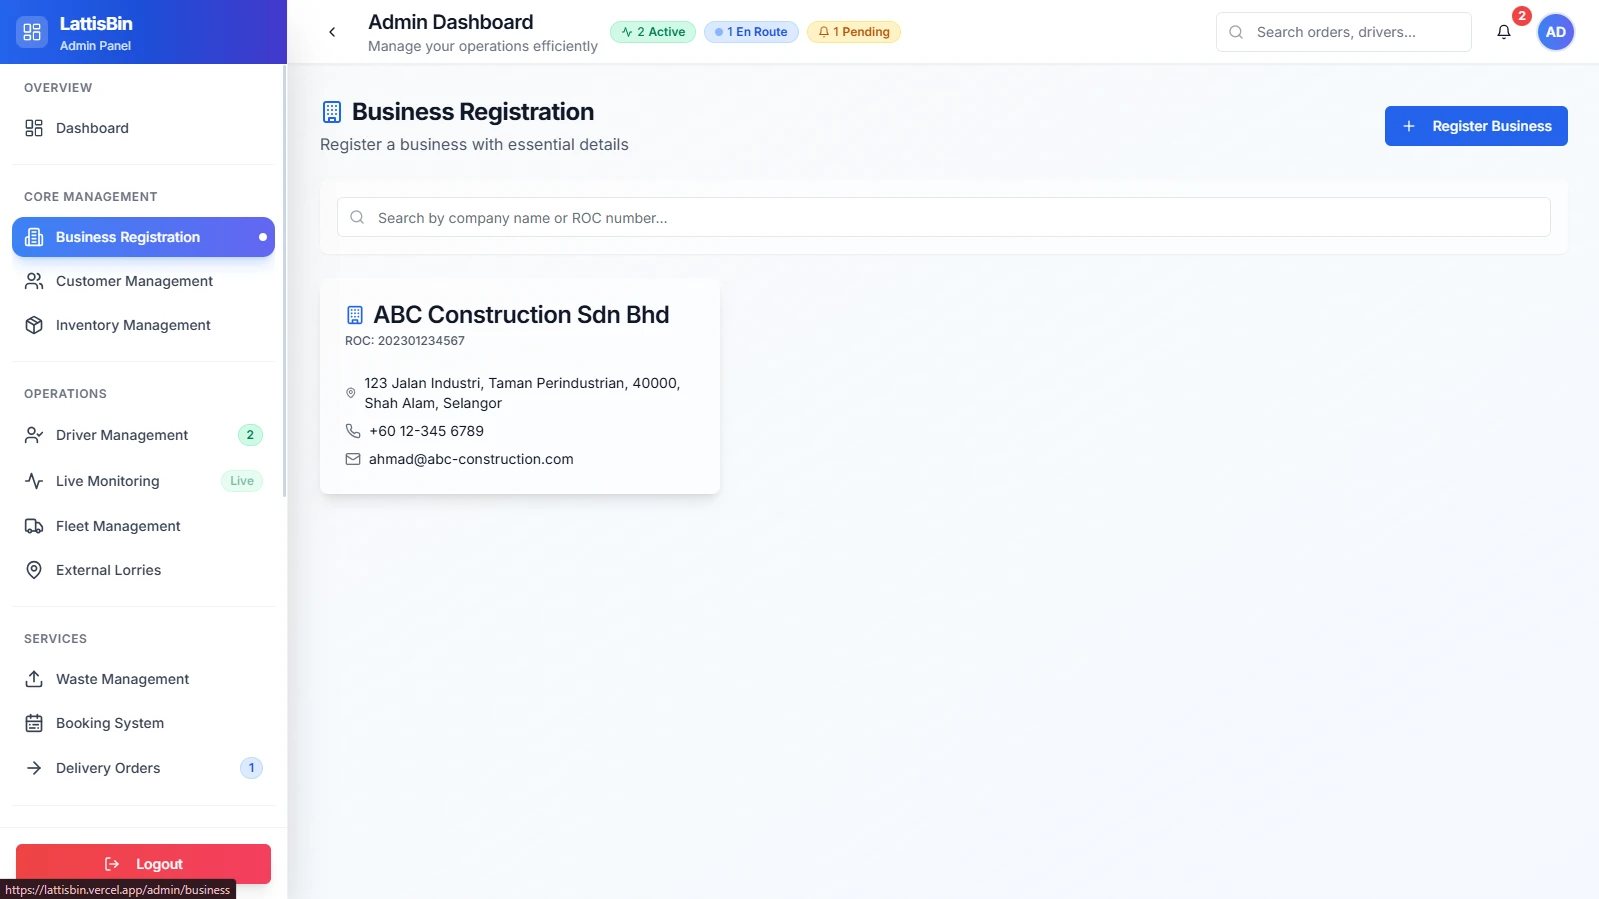 LattisBin
Admin Panel
OVERVIEW
Dashboard
CORE MANAGEMENT
Business Registration
Customer Management
Inventory Management
OPERATIONS
Driver Management 2
Live Monitoring Live
Fleet Management
External Lorries
SERVICES
Waste Management
Booking System
Delivery Orders 1
Logout
https://lattisbin.vercel.app/admin/business
Admin Dashboard
Manage your operations efficiently
2 Active
1 En Route
1 Pending
Search orders, drivers...
2
AD
Business Registration
Register a business with essential details
Register Business
Search by company name or ROC number...
ABC Construction Sdn Bhd
ROC: 202301234567
123 Jalan Industri, Taman Perindustrian, 40000,
Shah Alam, Selangor
+60 12-345 6789
ahmad@abc-construction.com